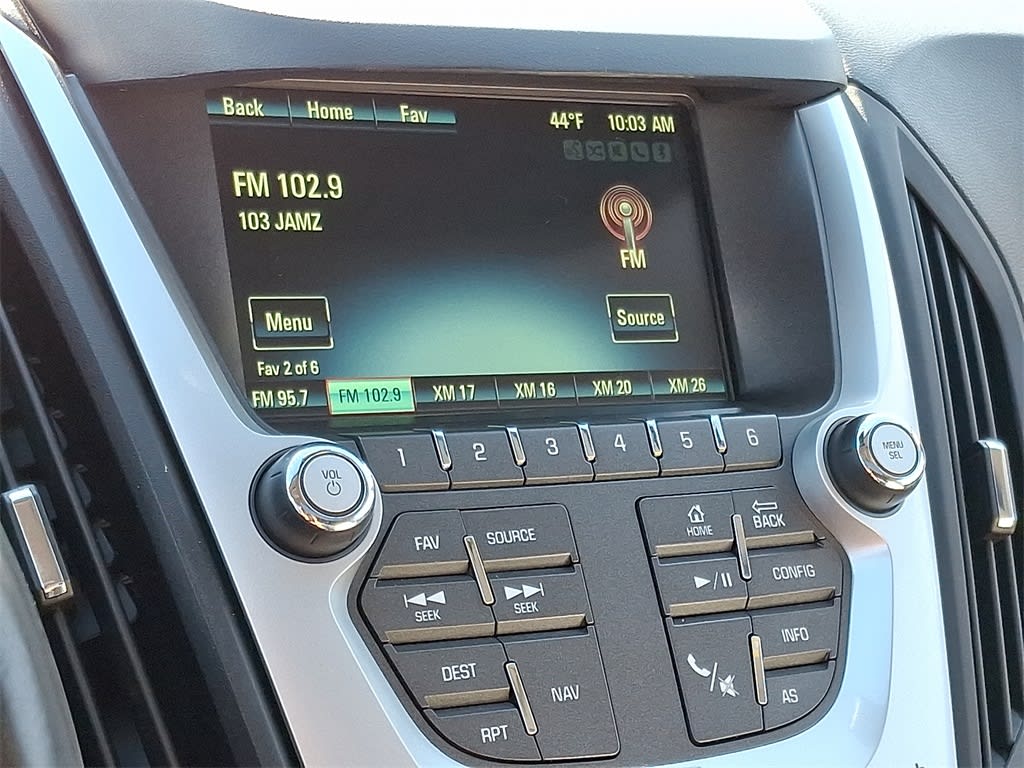 Back Home Fav 44°F 10:03 AM
FM 102.9
103 JAMZ
FM
Menu Source
Fav 2 of 6
FM 95.7 FM 102.9 XM 17 XM 16 XM 20 XM 26
1 2 3 4 5 6
VOL
MENU
SEL
FAV SOURCE
HOME BACK
SEEK SEEK
CONFIG
DEST NAV
RPT
INFO
AS